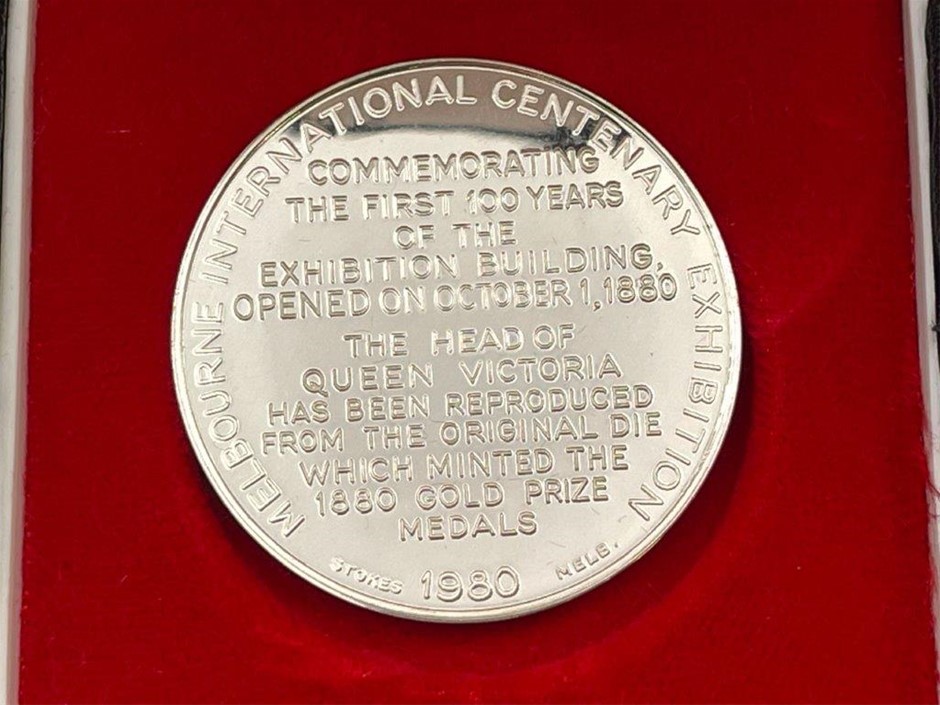 MELBOURNE INTERNATIONAL CENTENARY EXHIBITION
COMMEMORATING
THE FIRST 100 YEARS
OF THE
EXHIBITION BUILDING,
OPENED ON OCTOBER 1, 1880
THE HEAD OF
QUEEN VICTORIA
HAS BEEN REPRODUCED
FROM THE ORIGINAL DIE
WHICH MINTED THE
1880 GOLD PRIZE
MEDALS
STOKES 1980 MELB.